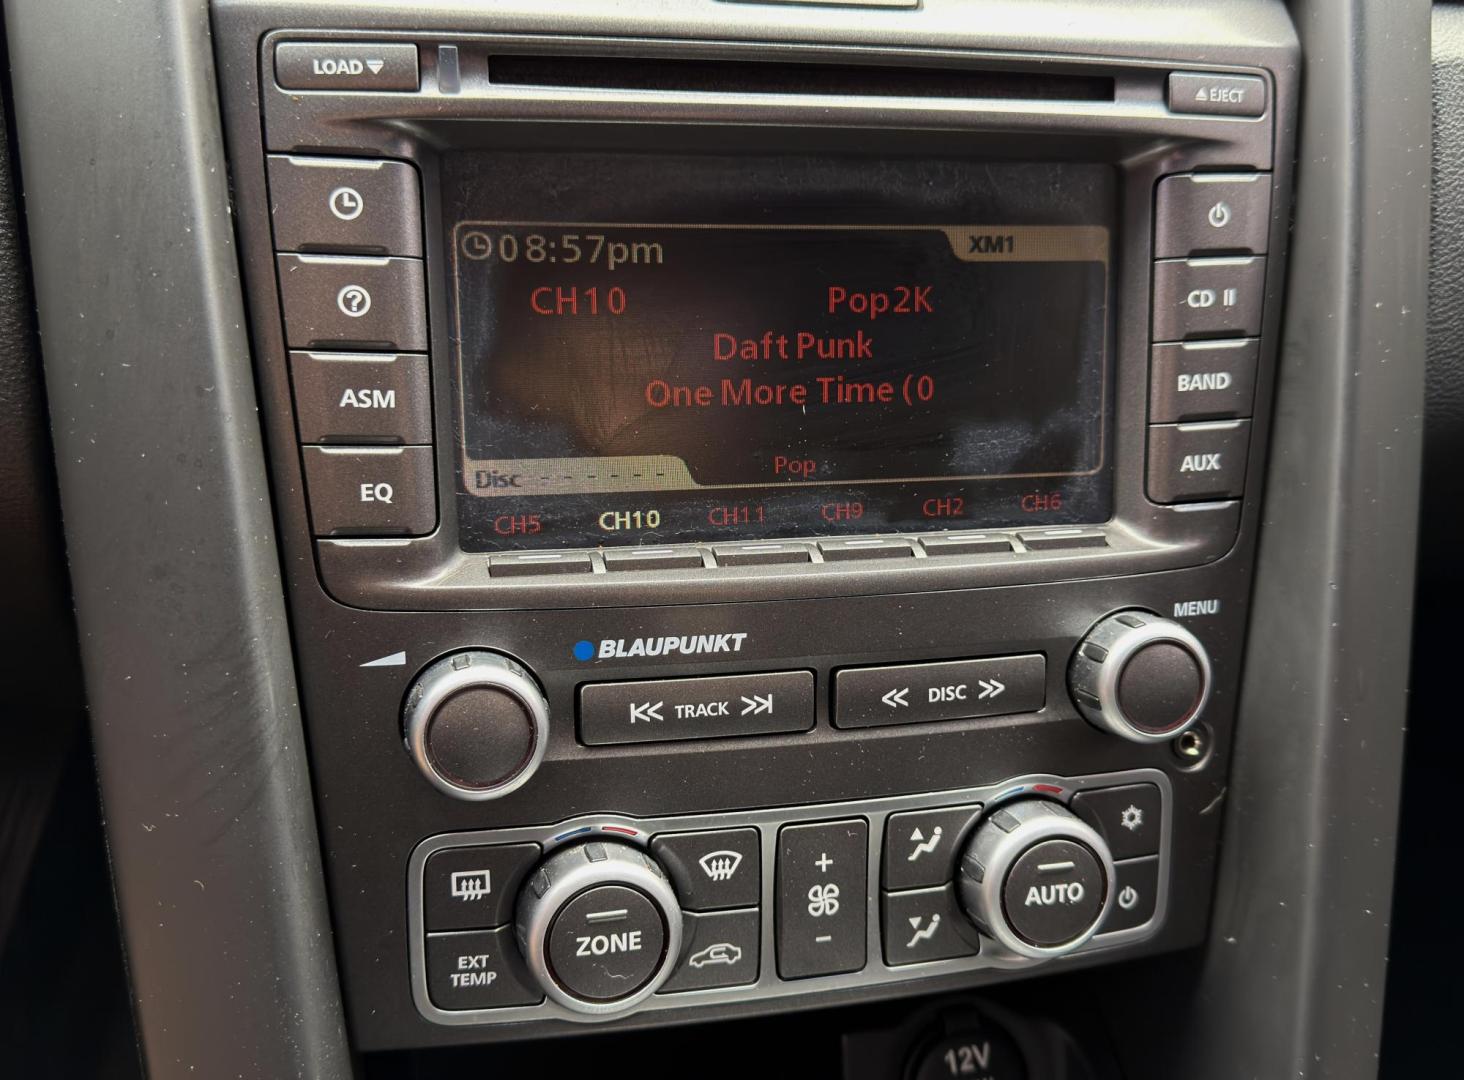 LOAD
EJECT
08:57pm
XM1
CH10 Pop2K
Daft Punk
One More Time (0
Disc - - - - - -
Pop
CH5 CH10 CH11 CH9 CH2 CH6
?
ASM
EQ
CD II
BAND
AUX
MENU
BLAUPUNKT
TRACK
DISC
ZONE
EXT
TEMP
+
-
AUTO
12V